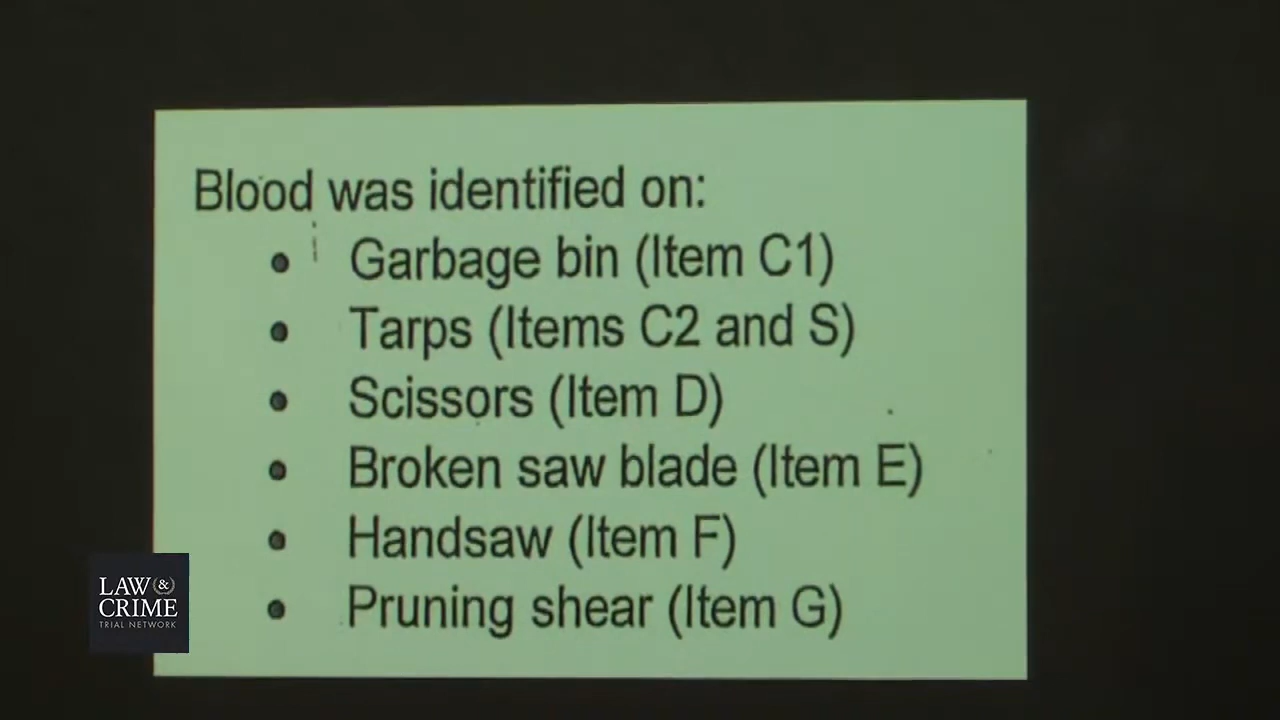 Blood was identified on:
• Garbage bin (Item C1)
• Tarps (Items C2 and S)
• Scissors (Item D)
• Broken saw blade (Item E)
• Handsaw (Item F)
• Pruning shear (Item G)
LAW &
CRIME
TRIAL NETWORK